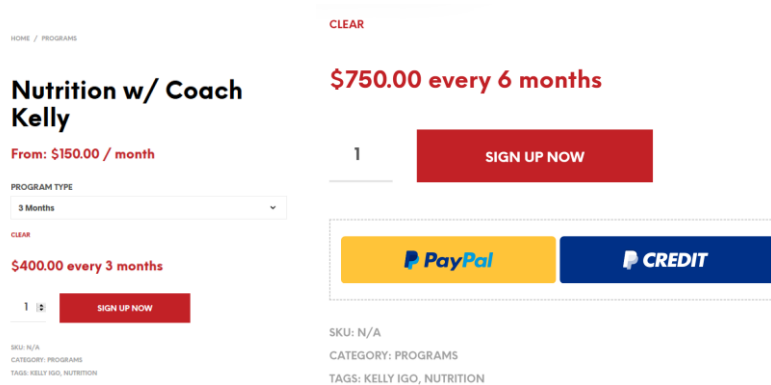 HOME / PROGRAMS
Nutrition w/ Coach
Kelly
From: $150.00 / month
PROGRAM TYPE
3 Months
CLEAR
$400.00 every 3 months
1
SIGN UP NOW
SKU: N/A
CATEGORY: PROGRAMS
TAGS: KELLY IGO, NUTRITION
CLEAR
$750.00 every 6 months
1
SIGN UP NOW
PayPal
CREDIT
SKU: N/A
CATEGORY: PROGRAMS
TAGS: KELLY IGO, NUTRITION